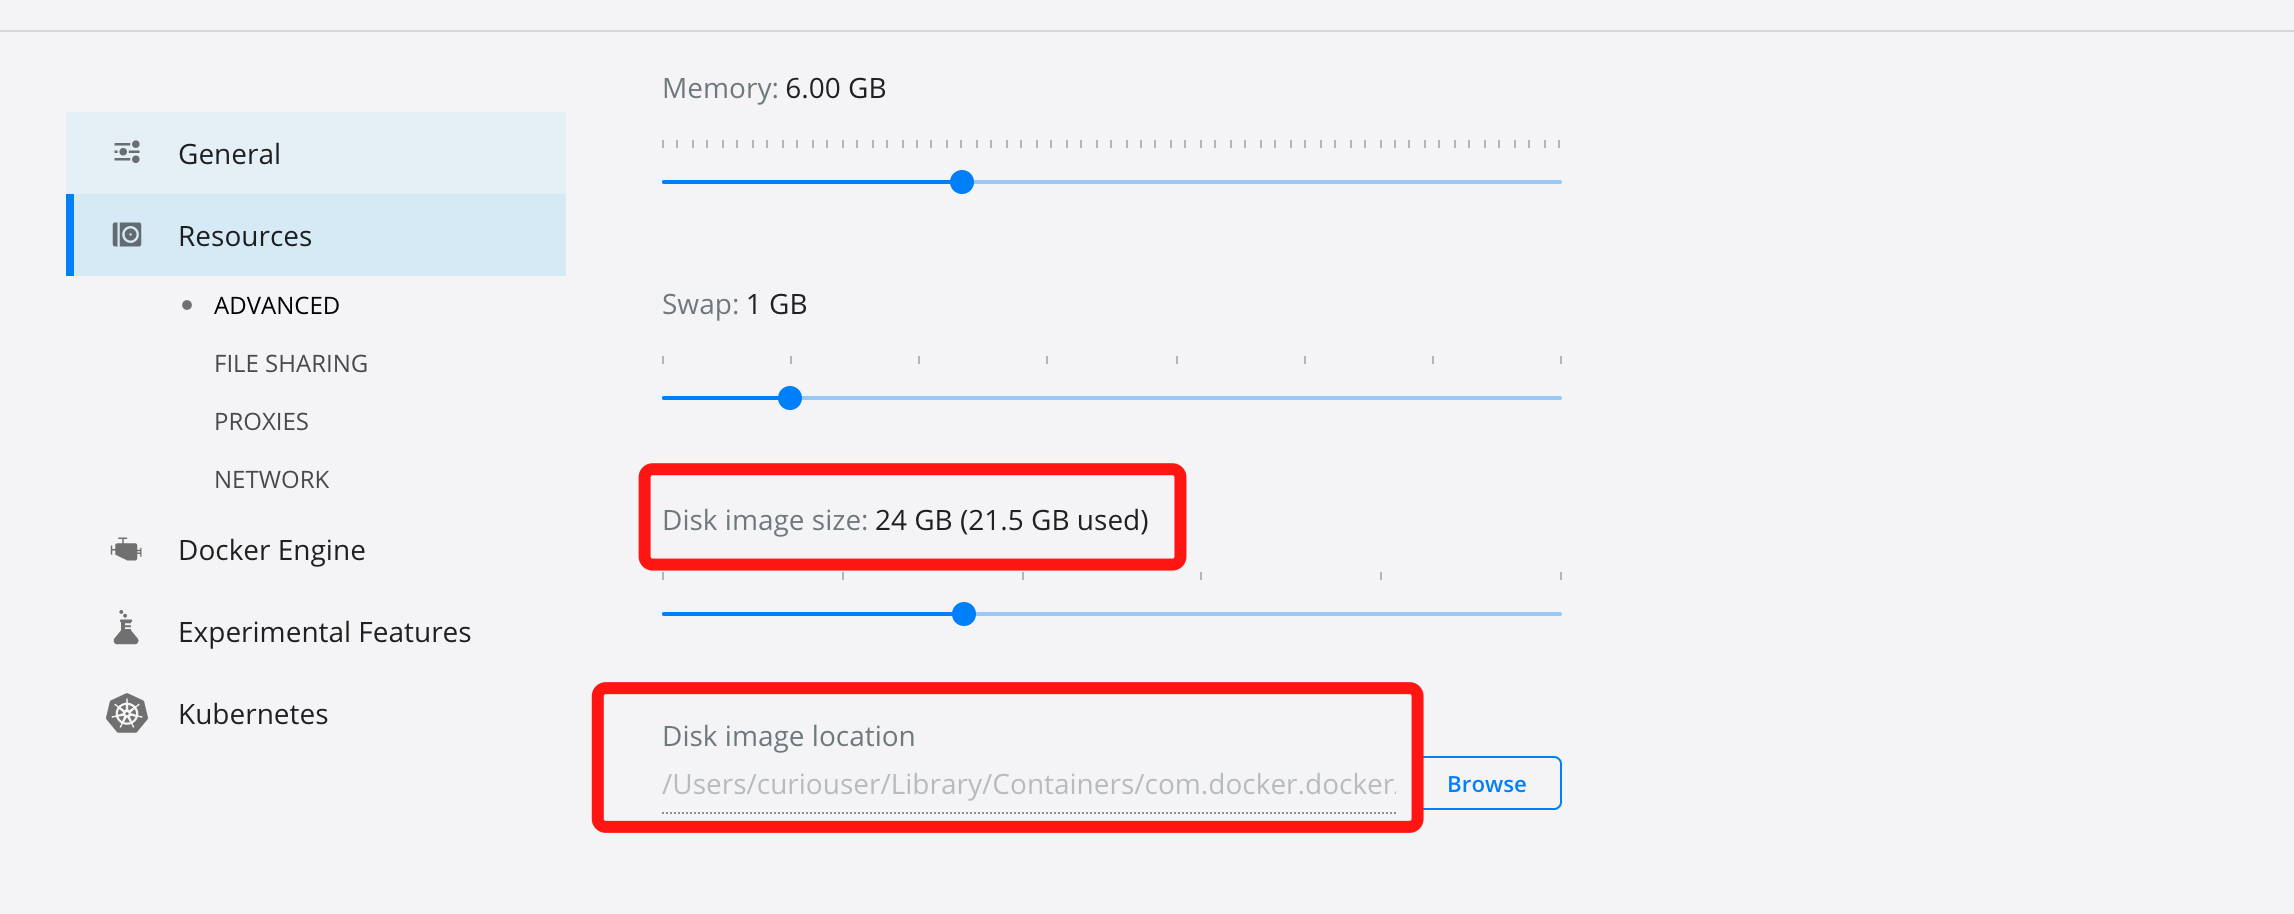 General
Resources
ADVANCED
FILE SHARING
PROXIES
NETWORK
Docker Engine
Experimental Features
Kubernetes
Memory: 6.00 GB
Swap: 1 GB
Disk image size: 24 GB (21.5 GB used)
Disk image location
/Users/curiouser/Library/Containers/com.docker.docker.
Browse